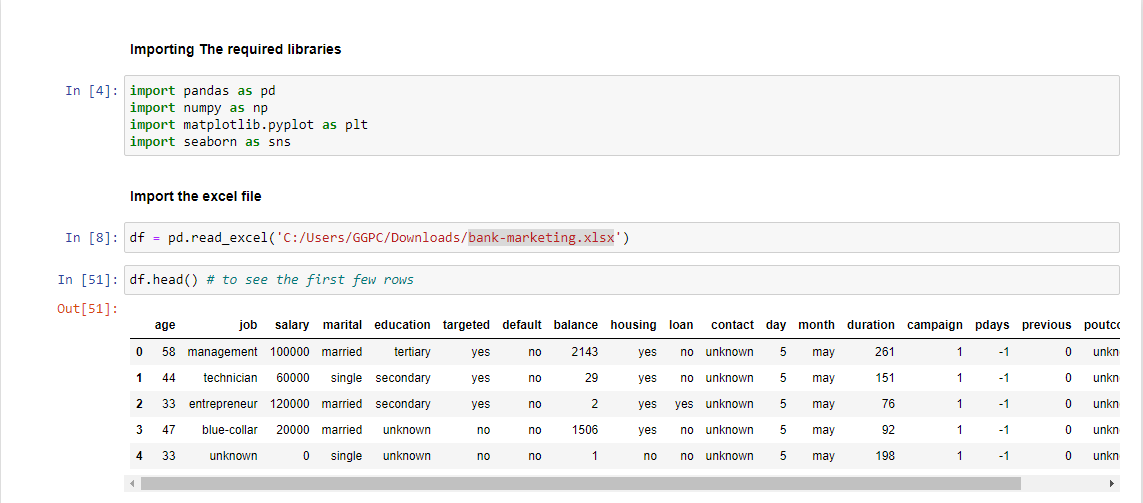 Importing The required libraries
In [4]: import pandas as pd
import numpy as np
import matplotlib.pyplot as plt
import seaborn as sns
Import the excel file
In [8]: df = pd.read_excel('C:/Users/GGPC/Downloads/bank-marketing.xlsx')
In [51]: df.head() # to see the first few rows
Out[51]:
age job salary marital education targeted default balance housing loan contact day month duration campaign pdays previous poutco
0 58 management 100000 married tertiary yes no 2143 yes no unknown 5 may 261 1 -1 0 unkn
1 44 technician 60000 single secondary yes no 29 yes no unknown 5 may 151 1 -1 0 unkn
2 33 entrepreneur 120000 married secondary yes no 2 yes yes unknown 5 may 76 1 -1 0 unkn
3 47 blue-collar 20000 married unknown no no 1506 yes no unknown 5 may 92 1 -1 0 unkn
4 33 unknown 0 single unknown no no 1 no no unknown 5 may 198 1 -1 0 unkn